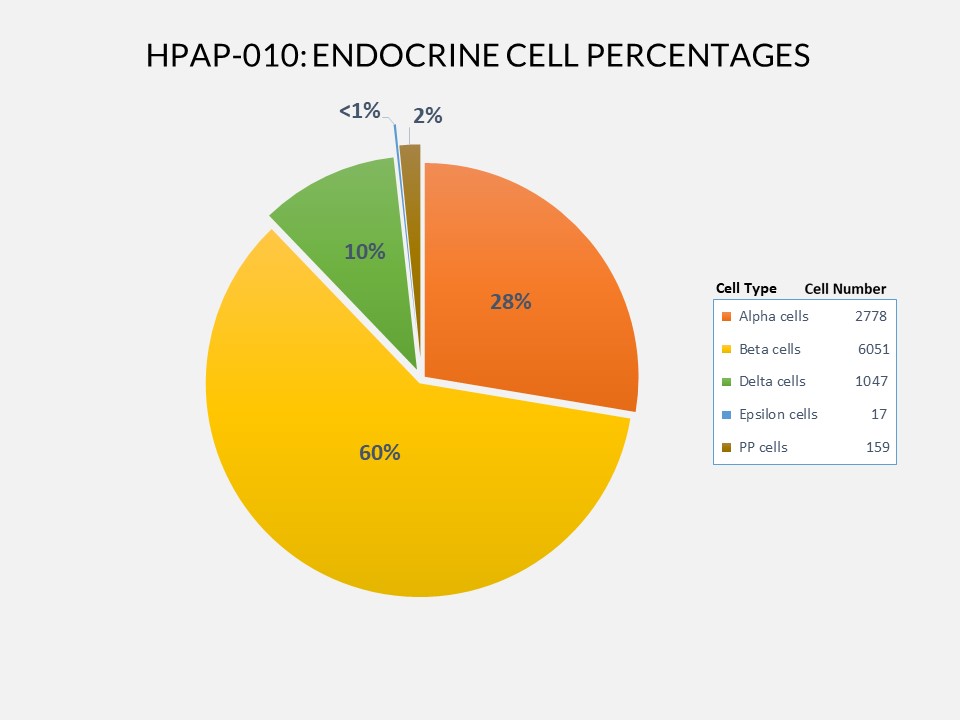 HPAP-010: ENDOCRINE CELL PERCENTAGES
<1% 2%
10%
28%
60%
Cell Type Cell Number
Alpha cells 2778
Beta cells 6051
Delta cells 1047
Epsilon cells 17
PP cells 159